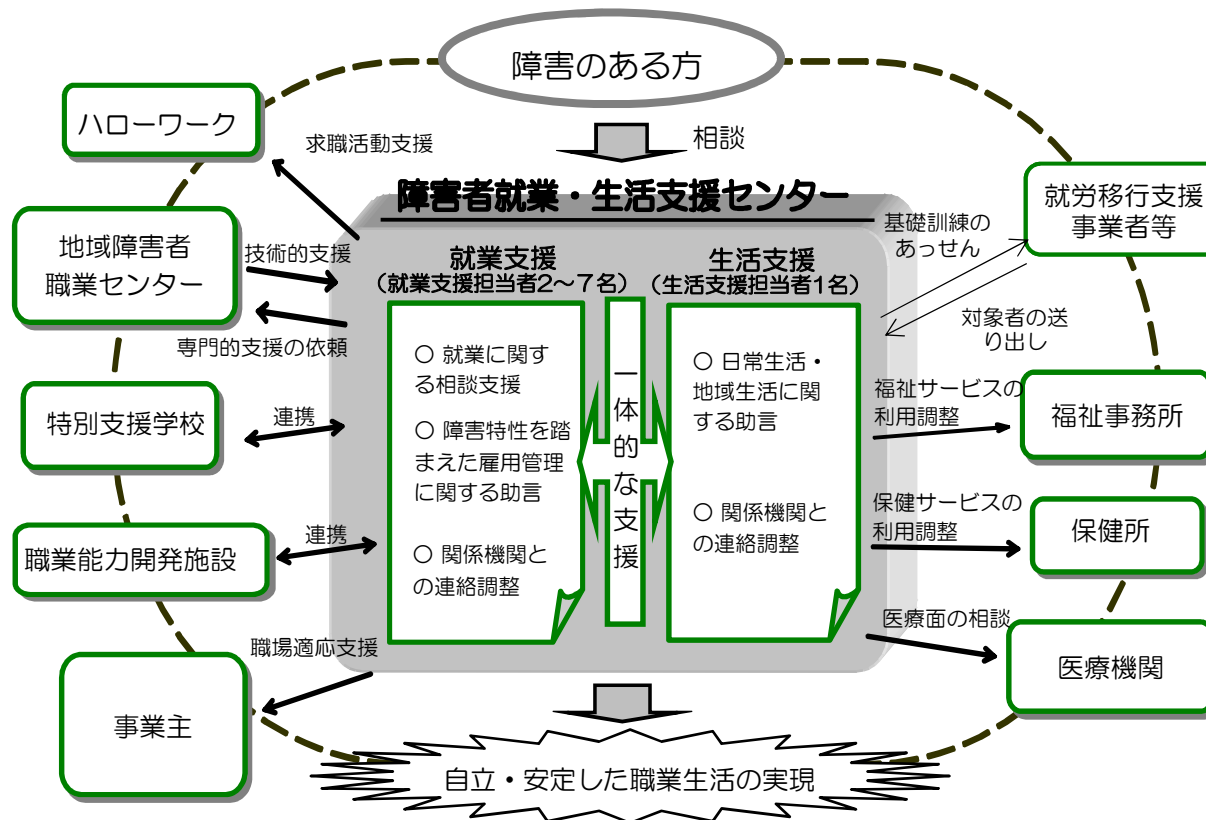 障害のある方
相談
ハローワーク
求職活動支援
障害者就業・生活支援センター
就労移行支援
事業者等
基礎訓練の
あっせん
地域障害者
職業センター
技術的支援
就業支援
(就業支援担当者2～7名)
生活支援
(生活支援担当者1名)
専門的支援の依頼
対象者の送
り出し
○ 就業に関す
る相談支援
○ 障害特性を踏
まえた雇用管理
に関する助言
○ 関係機関と
の連絡調整
一体的な支援
○ 日常生活・
地域生活に関
する助言
○ 関係機関と
の連絡調整
特別支援学校
連携
福祉サービスの
利用調整
福祉事務所
職業能力開発施設
連携
保健サービスの
利用調整
保健所
職場適応支援
事業主
医療面の相談
医療機関
自立・安定した職業生活の実現